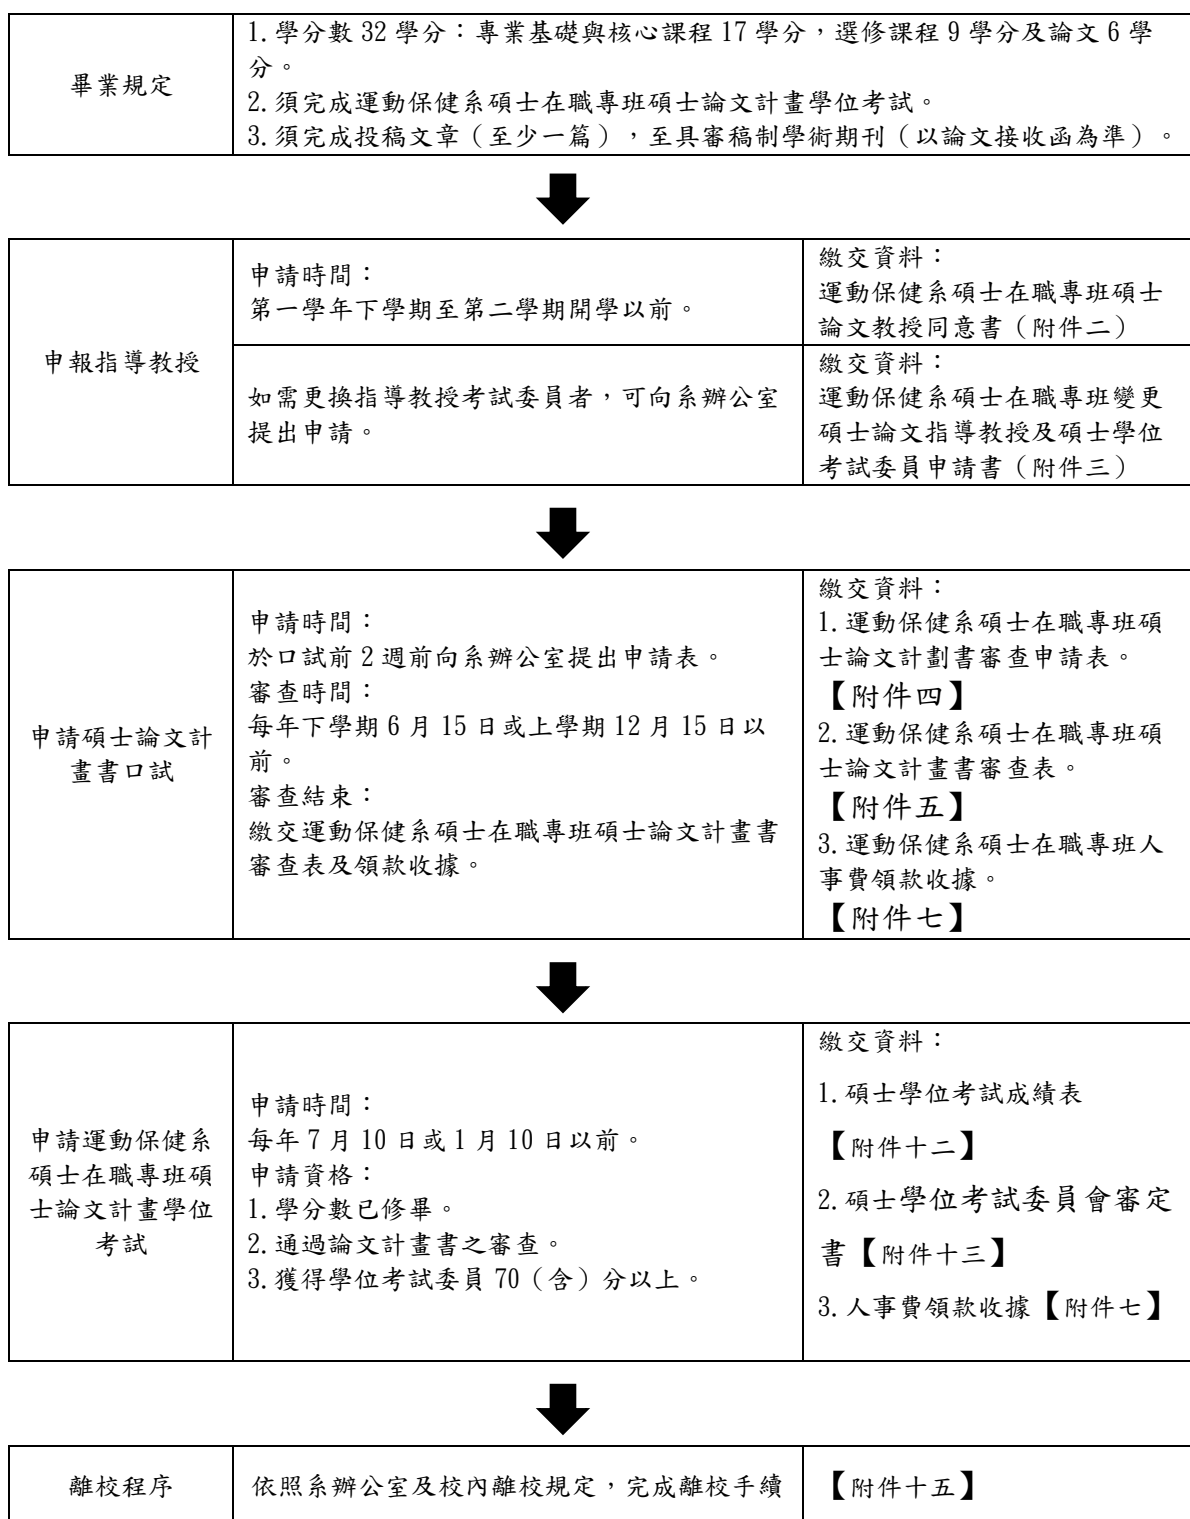 畢業規定
1.學分數 32 學分：專業基礎與核心課程 17 學分，選修課程 9 學分及論文 6 學
分。
2.須完成運動保健系碩士在職專班碩士論文計畫學位考試。
3.須完成投稿文章（至少一篇），至具審稿制學術期刊（以論文接收函為準）。
申報指導教授
申請時間：
第一學年下學期至第二學期開學以前。
繳交資料：
運動保健系碩士在職專班碩士
論文教授同意書（附件二）
如需更換指導教授考試委員者，可向系辦公室
提出申請。
繳交資料：
運動保健系碩士在職專班變更
碩士論文指導教授及碩士學位
考試委員申請書（附件三）
申請碩士論文計
畫書口試
申請時間：
於口試前 2 週前向系辦公室提出申請表。
審查時間：
每年下學期 6 月 15 日或上學期 12 月 15 日以
前。
審查結束：
繳交運動保健系碩士在職專班碩士論文計畫書
審查表及領款收據。
繳交資料：
1.運動保健系碩士在職專班碩
士論文計劃書審查申請表。
【附件四】
2.運動保健系碩士在職專班碩
士論文計畫書審查表。
【附件五】
3.運動保健系碩士在職專班人
事費領款收據。
【附件七】
申請運動保健系
碩士在職專班碩
士論文計畫學位
考試
申請時間：
每年 7 月 10 日或 1 月 10 日以前。
申請資格：
1.學分數已修畢。
2.通過論文計畫書之審查。
3.獲得學位考試委員 70（含）分以上。
繳交資料：
1.碩士學位考試成績表
【附件十二】
2.碩士學位考試委員會審定
書【附件十三】
3.人事費領款收據【附件七】
離校程序
依照系辦公室及校內離校規定，完成離校手續
【附件十五】